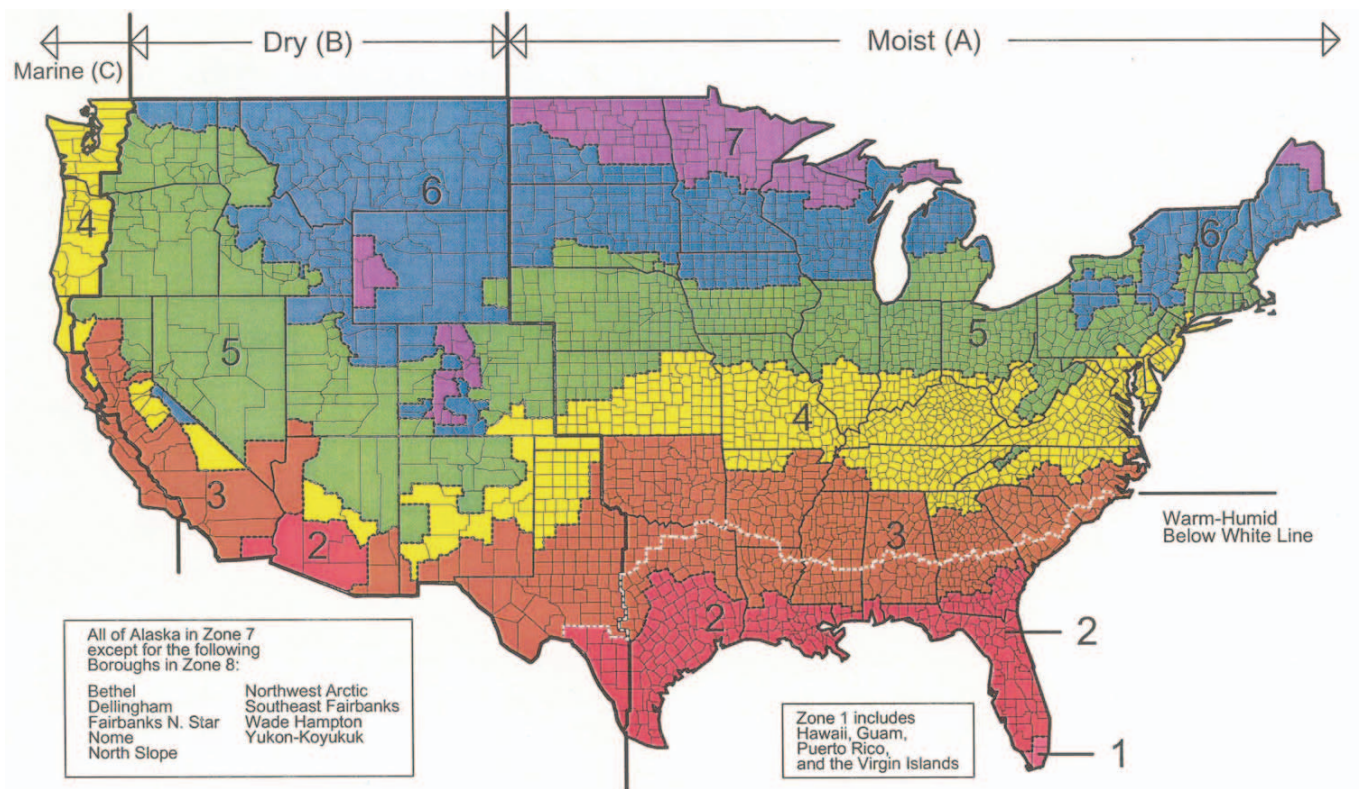 Dry (B)
Moist (A)
Marine (C)
7
6
4
6
5
5
4
3
3
2
2
Warm-Humid
Below White Line
2
1
All of Alaska in Zone 7
except for the following
Boroughs in Zone 8:
Bethel
Dellingham
Fairbanks N. Star
Nome
North Slope
Northwest Arctic
Southeast Fairbanks
Wade Hampton
Yukon-Koyukuk
Zone 1 includes
Hawaii, Guam,
Puerto Rico,
and the Virgin Islands